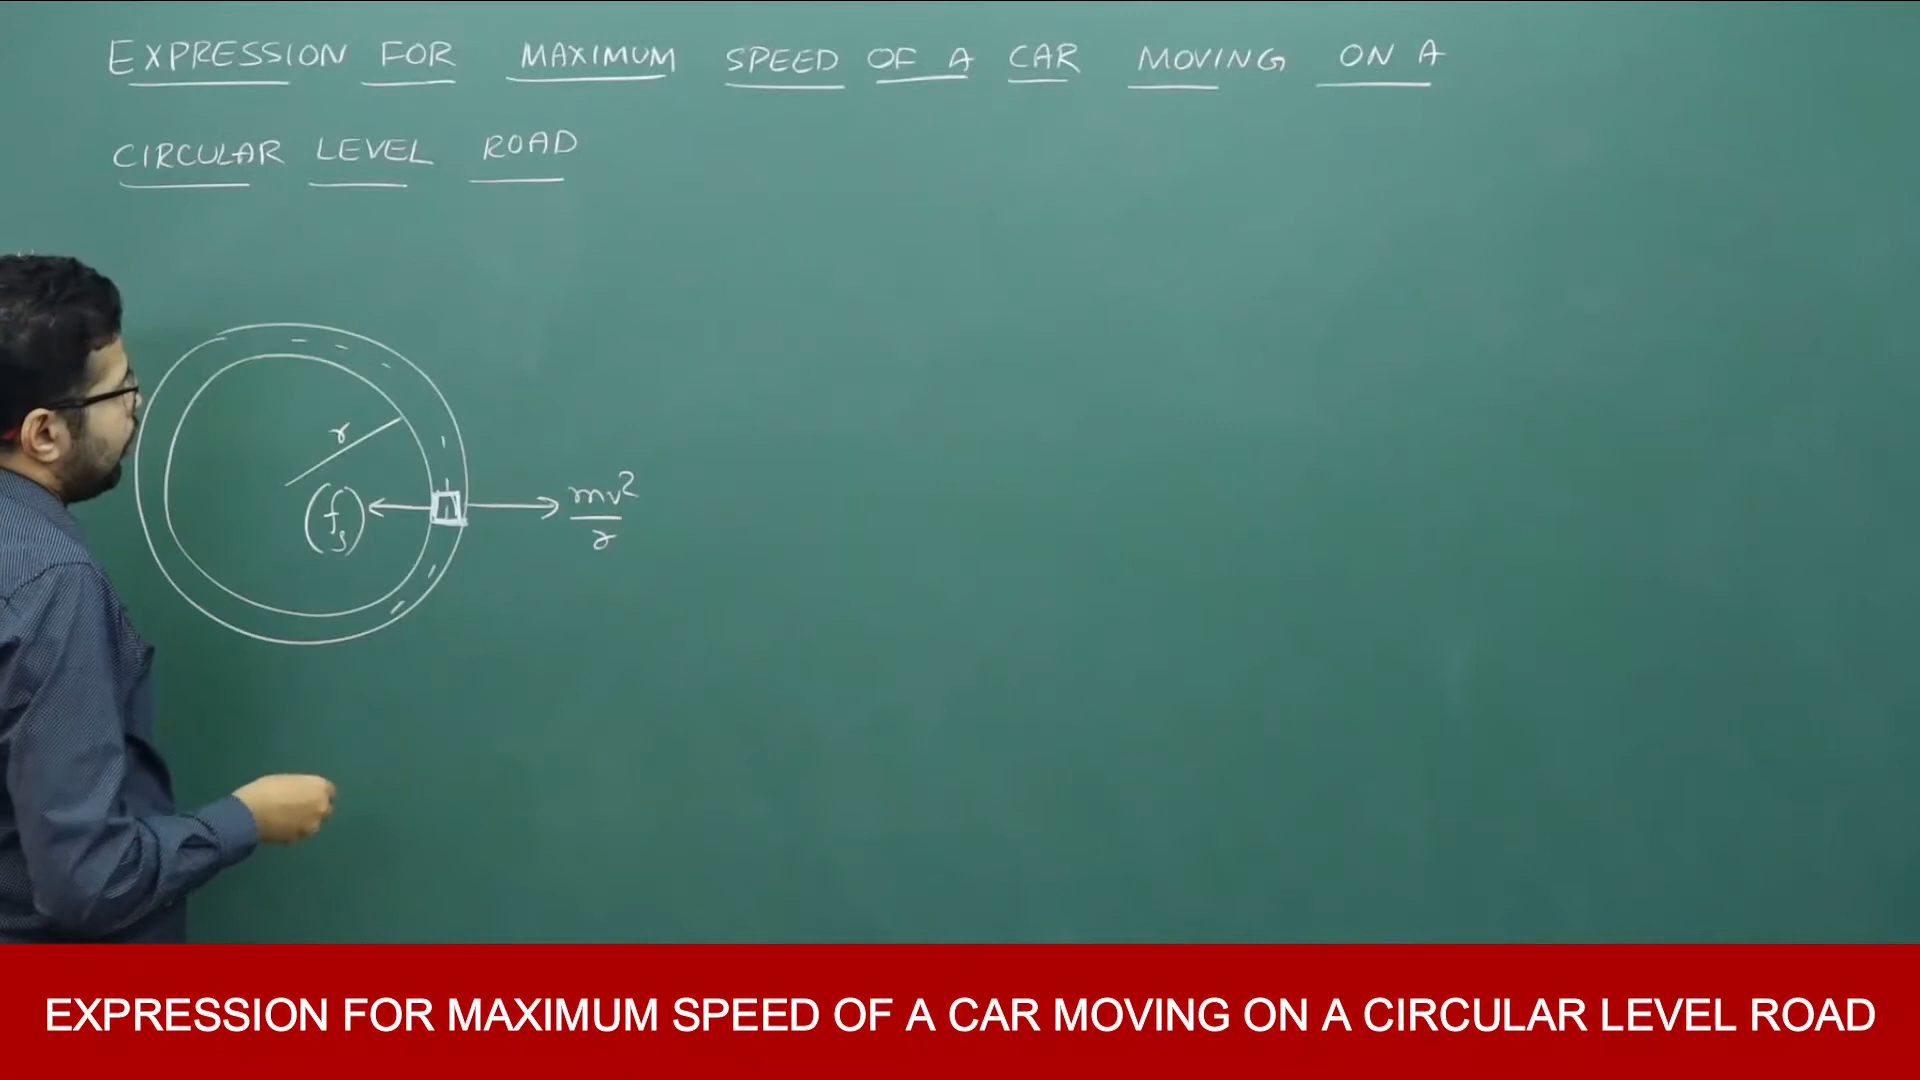 EXPRESSION FOR MAXIMUM SPEED OF A CAR MOVING ON A
CIRCULAR LEVEL ROAD
r
(fs)
mv²
r
EXPRESSION FOR MAXIMUM SPEED OF A CAR MOVING ON A CIRCULAR LEVEL ROAD